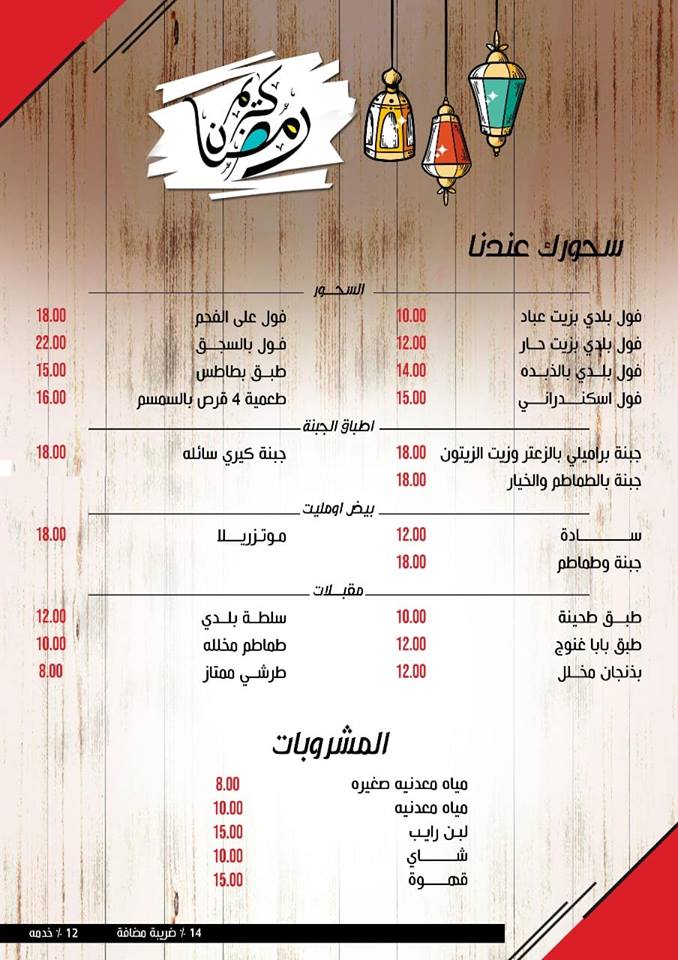 رمضان كريم
سحورك عندنا
السحور
فول بلدي بزيت عباد 10.00 فول على الفحم 18.00
فول بلدي بزيت حار 12.00 فول بالسجق 22.00
فول بلدي بالذبده 14.00 طبق بطاطس 15.00
فول اسكندراني 15.00 طعمية 4 قرص بالسمسم 16.00
اطباق الجبنة
جبنة براميلي بالزعتر وزيت الزيتون 18.00 جبنة كيري سائله 18.00
جبنة بالطماطم والخيار 18.00
بيض اومليت
سادة 12.00 موتزريلا 18.00
جبنة وطماطم 18.00
مقبلات
طبق طحينة 10.00 سلطة بلدي 12.00
طبق بابا غنوج 12.00 طماطم مخلله 10.00
بذنجان مخلل 12.00 طرشي ممتاز 8.00
المشروبات
مياه معدنيه صغيره 8.00
مياه معدنيه 10.00
لبن رايب 15.00
شاي 10.00
قهوة 15.00
14 ٪ ضريبة مضافة 12 ٪ خدمه